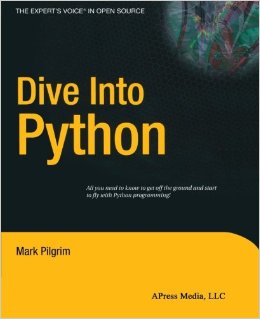 THE EXPERT'S VOICE® IN OPEN SOURCE
Dive Into
Python
All you need to know to get off the ground and start
to fly with Python programming!
Mark Pilgrim
APress Media, LLC